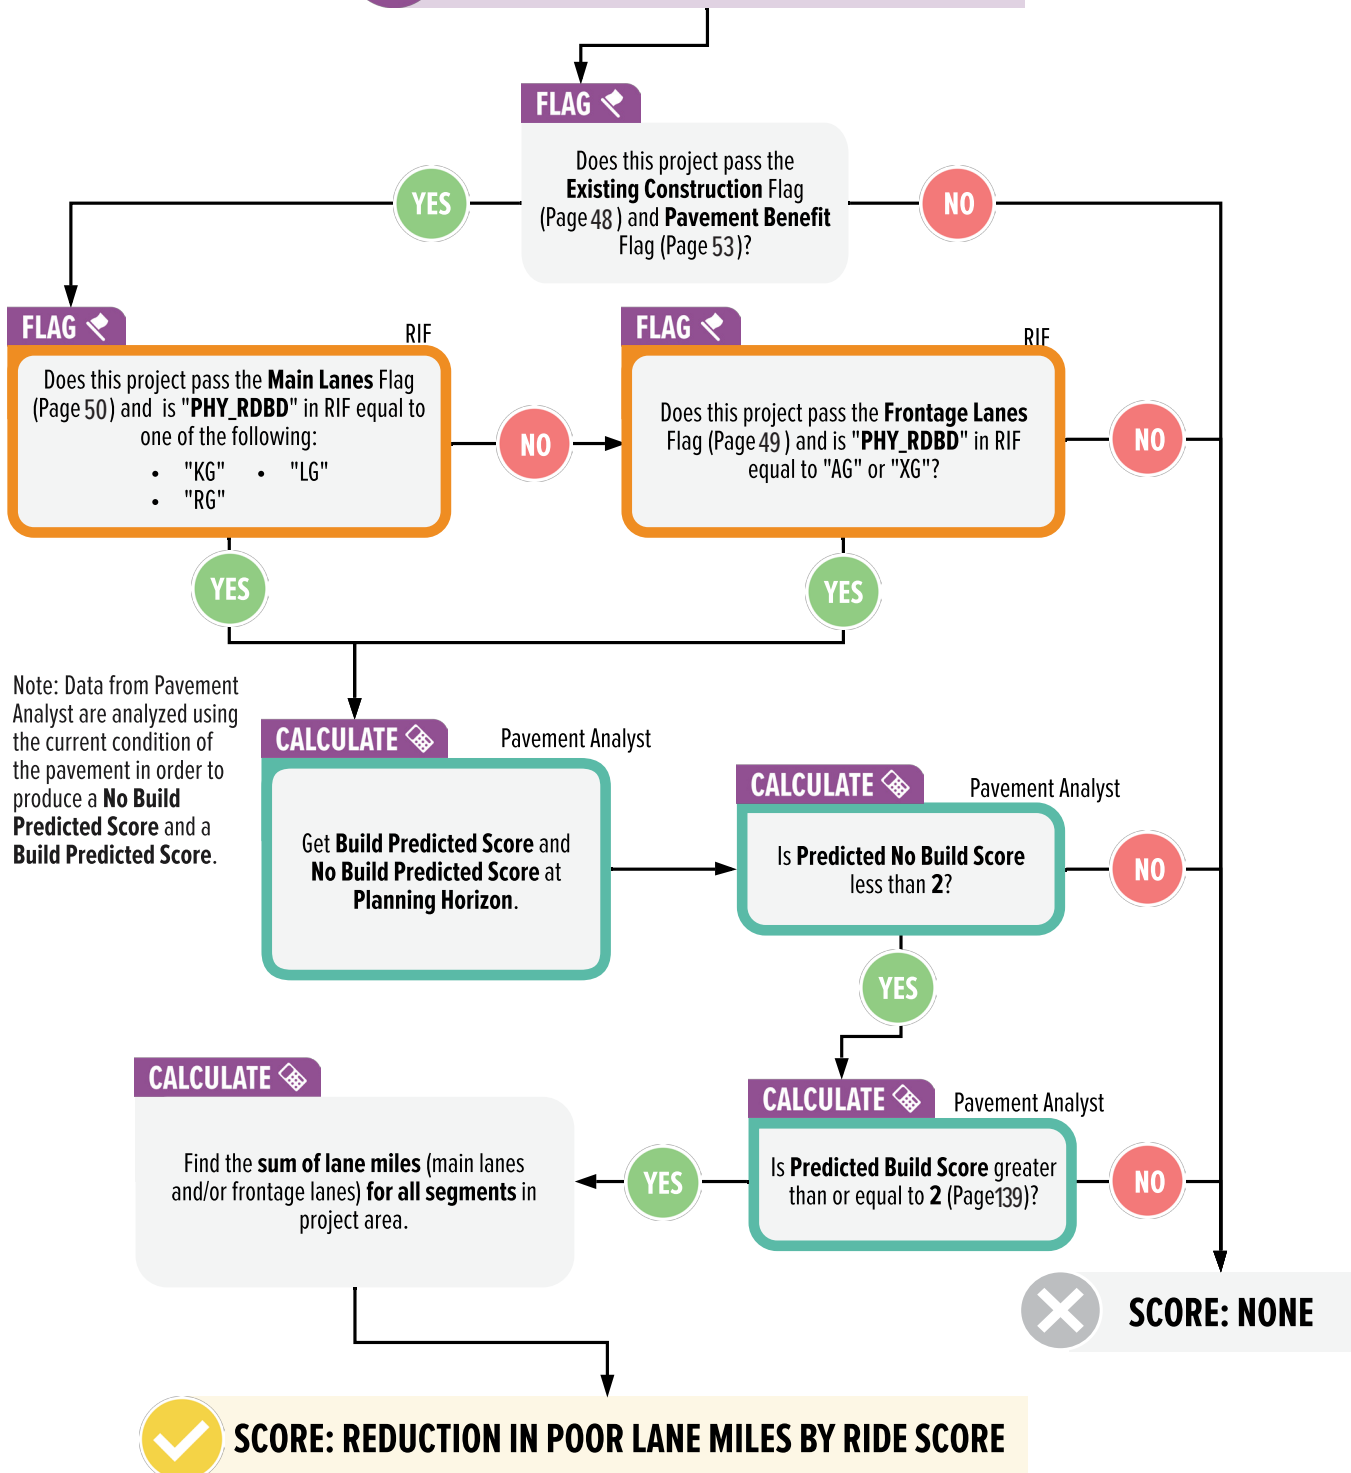 FLAG
Does this project pass the
Existing Construction Flag
(Page 48 ) and Pavement Benefit
Flag (Page 53 )?
YES
NO
FLAG
RIF
Does this project pass the Main Lanes Flag
(Page 50 ) and is "PHY_RDBD" in RIF equal to
one of the following:
• "KG" • "LG"
• "RG"
NO
FLAG
RIF
Does this project pass the Frontage Lanes
Flag (Page 49 ) and is "PHY_RDBD" in RIF
equal to "AG" or "XG"?
NO
YES
YES
Note: Data from Pavement
Analyst are analyzed using
the current condition of
the pavement in order to
produce a No Build
Predicted Score and a
Build Predicted Score.
CALCULATE
Pavement Analyst
Get Build Predicted Score and
No Build Predicted Score at
Planning Horizon.
CALCULATE
Pavement Analyst
Is Predicted No Build Score
less than 2?
NO
YES
CALCULATE
Pavement Analyst
Is Predicted Build Score greater
than or equal to 2 (Page139)?
NO
YES
CALCULATE
Find the sum of lane miles (main lanes
and/or frontage lanes) for all segments in
project area.
SCORE: NONE
SCORE: REDUCTION IN POOR LANE MILES BY RIDE SCORE